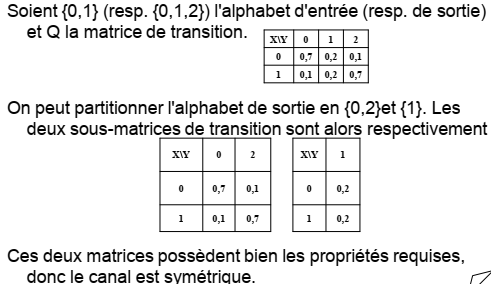 Soient {0,1} (resp. {0,1,2}) l'alphabet d'entrée (resp. de sortie)
et Q la matrice de transition.
X\Y 0 1 2
0 0,7 0,2 0,1
1 0,1 0,2 0,7
On peut partitionner l'alphabet de sortie en {0,2}et {1}. Les
deux sous-matrices de transition sont alors respectivement
X\Y 0 2 X\Y 1
0 0,7 0,1 0 0,2
1 0,1 0,7 1 0,2
Ces deux matrices possèdent bien les propriétés requises,
donc le canal est symétrique.